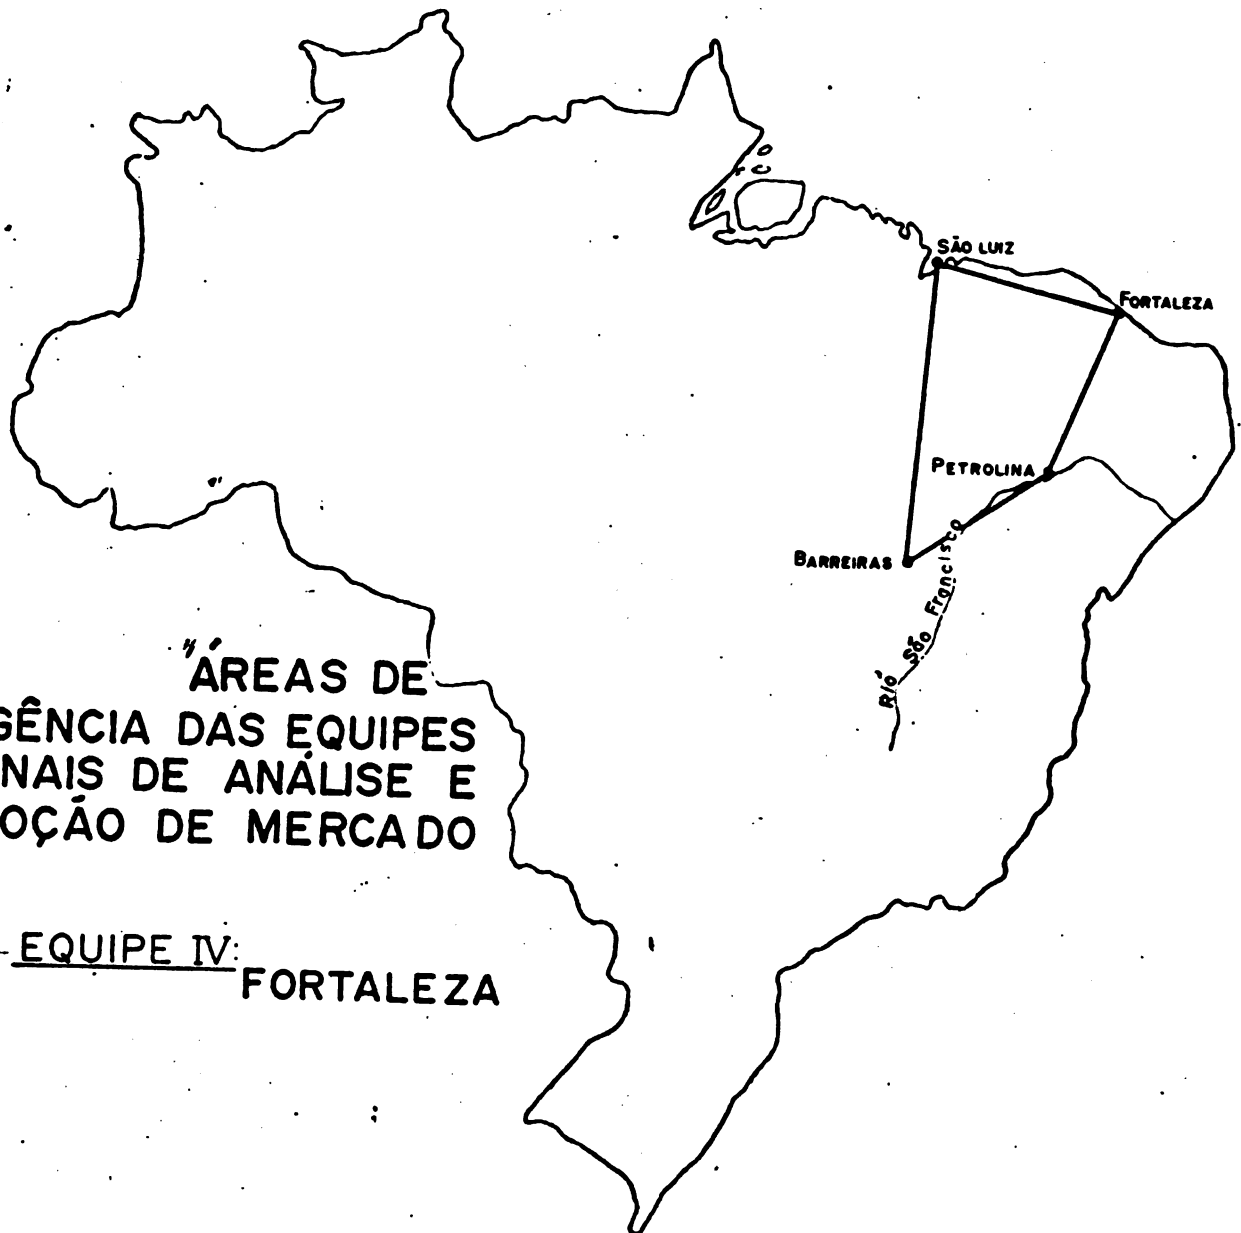 SÃO LUIZ
FORTALEZA
PETROLINA
BARREIRAS
Rio São Francisco
"ÁREAS DE
GÊNCIA DAS EQUIPES
NAIS DE ANÁLISE E
OÇÃO DE MERCADO
EQUIPE IV:
FORTALEZA